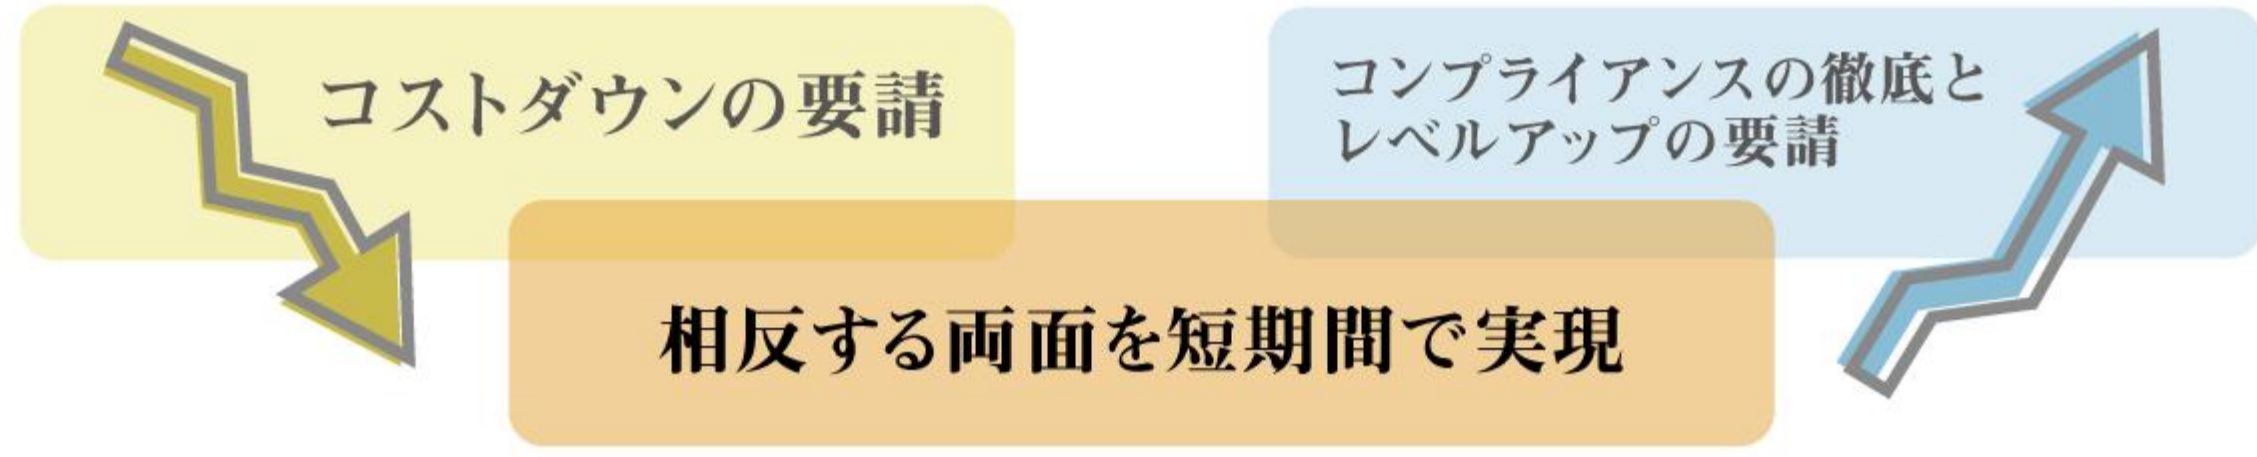 コストダウンの要請
コンプライアンスの徹底と
レベルアップの要請
相反する両面を短期間で実現